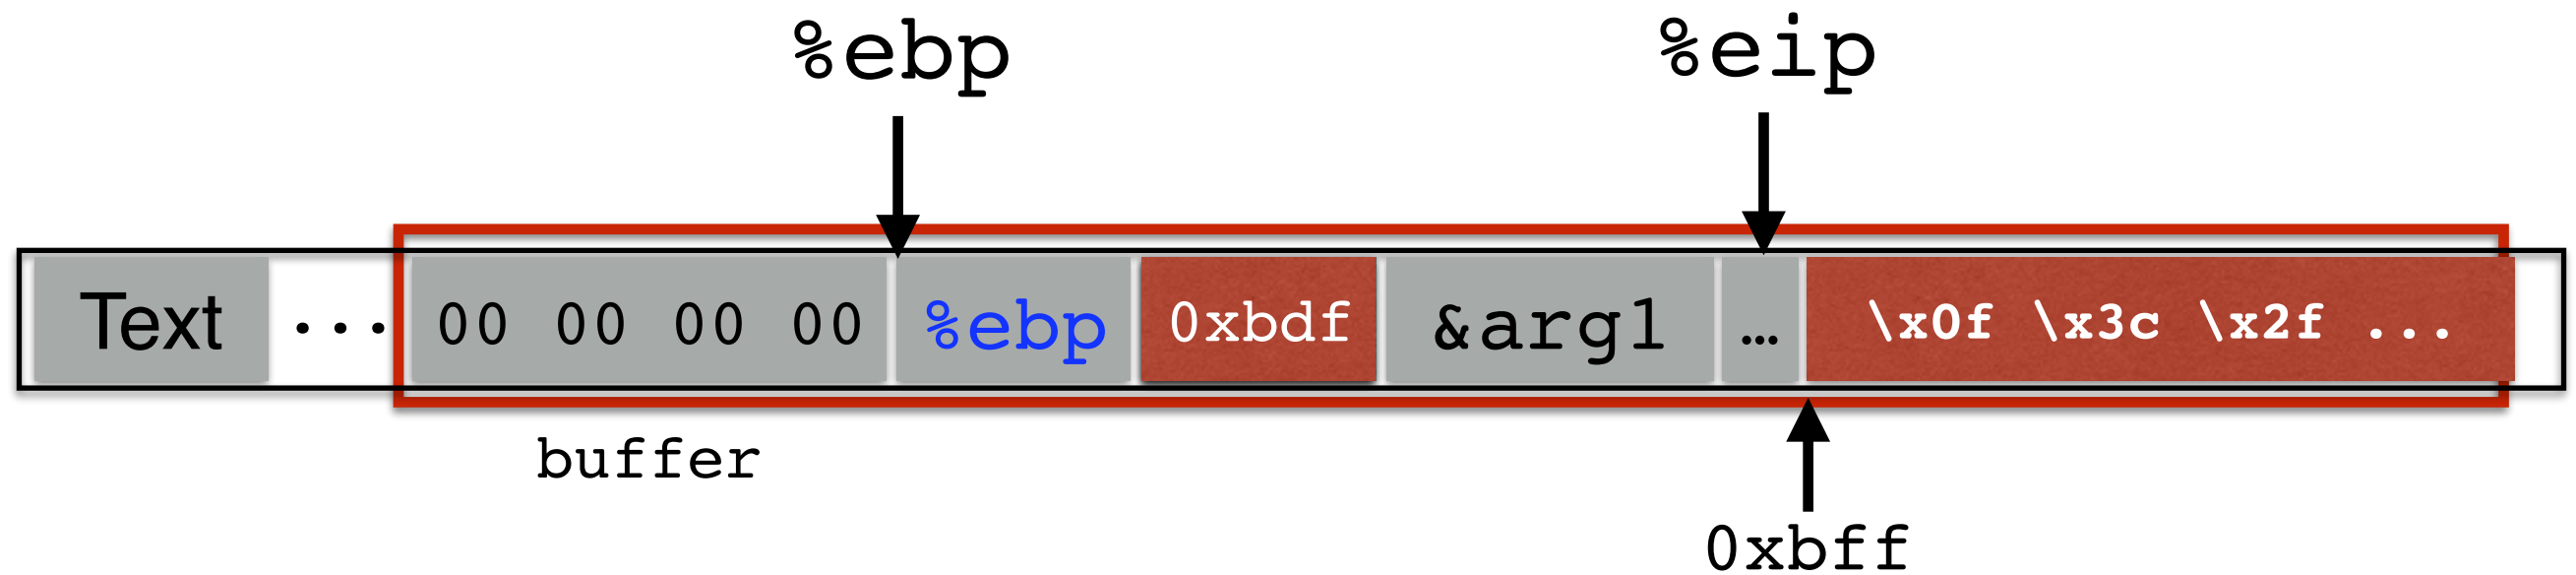 %ebp %eip
Text ... 00 00 00 00 %ebp 0xbdf &arg1 … \x0f \x3c \x2f ...
buffer
0xbff